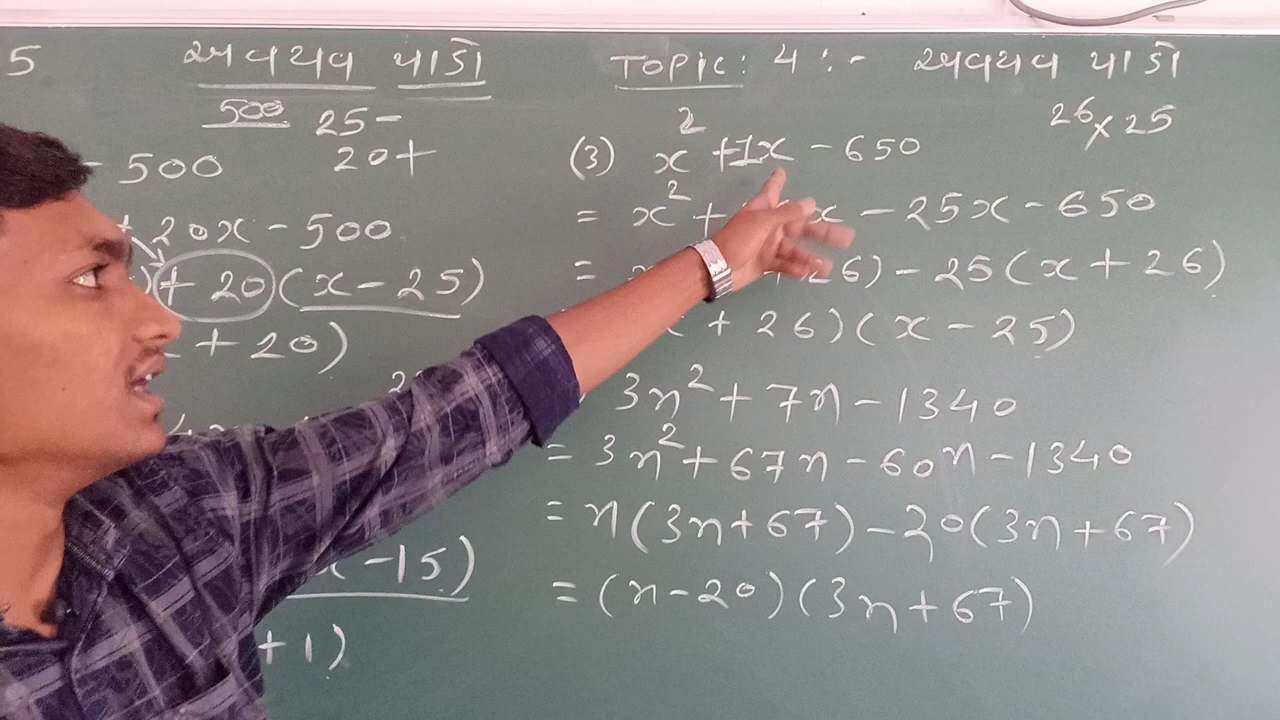 5 અવયવ પાડો
500 25-
- 500 20+
+ 20x - 500
) + 20 (x - 25)
+ 20)
x - 15)
+ 1)
TOPIC: 4 :- અવયવ પાડો
26 x 25
(3) x² + 1x - 650
= x² + x - 25x - 650
= 26) - 25 (x + 26)
+ 26) (x - 25)
3n² + 7n - 1340
= 3n² + 67n - 60n - 1340
= n (3n + 67) - 20 (3n + 67)
= (n - 20) (3n + 67)